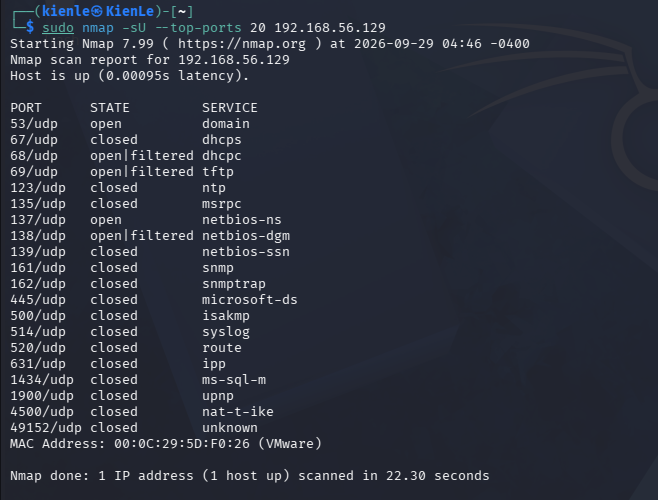 ┌──(kienle㉿KienLe)-[~]
└─$ sudo nmap -sU --top-ports 20 192.168.56.129
Starting Nmap 7.99 ( https://nmap.org ) at 2026-09-29 04:46 -0400
Nmap scan report for 192.168.56.129
Host is up (0.00095s latency).

PORT      STATE         SERVICE
53/udp    open          domain
67/udp    closed        dhcps
68/udp    open|filtered dhcpc
69/udp    open|filtered tftp
123/udp   closed        ntp
135/udp   closed        msrpc
137/udp   open          netbios-ns
138/udp   open|filtered netbios-dgm
139/udp   closed        netbios-ssn
161/udp   closed        snmp
162/udp   closed        snmptrap
445/udp   closed        microsoft-ds
500/udp   closed        isakmp
514/udp   closed        syslog
520/udp   closed        route
631/udp   closed        ipp
1434/udp  closed        ms-sql-m
1900/udp  closed        upnp
4500/udp  closed        nat-t-ike
49152/udp closed        unknown
MAC Address: 00:0C:29:5D:F0:26 (VMware)

Nmap done: 1 IP address (1 host up) scanned in 22.30 seconds